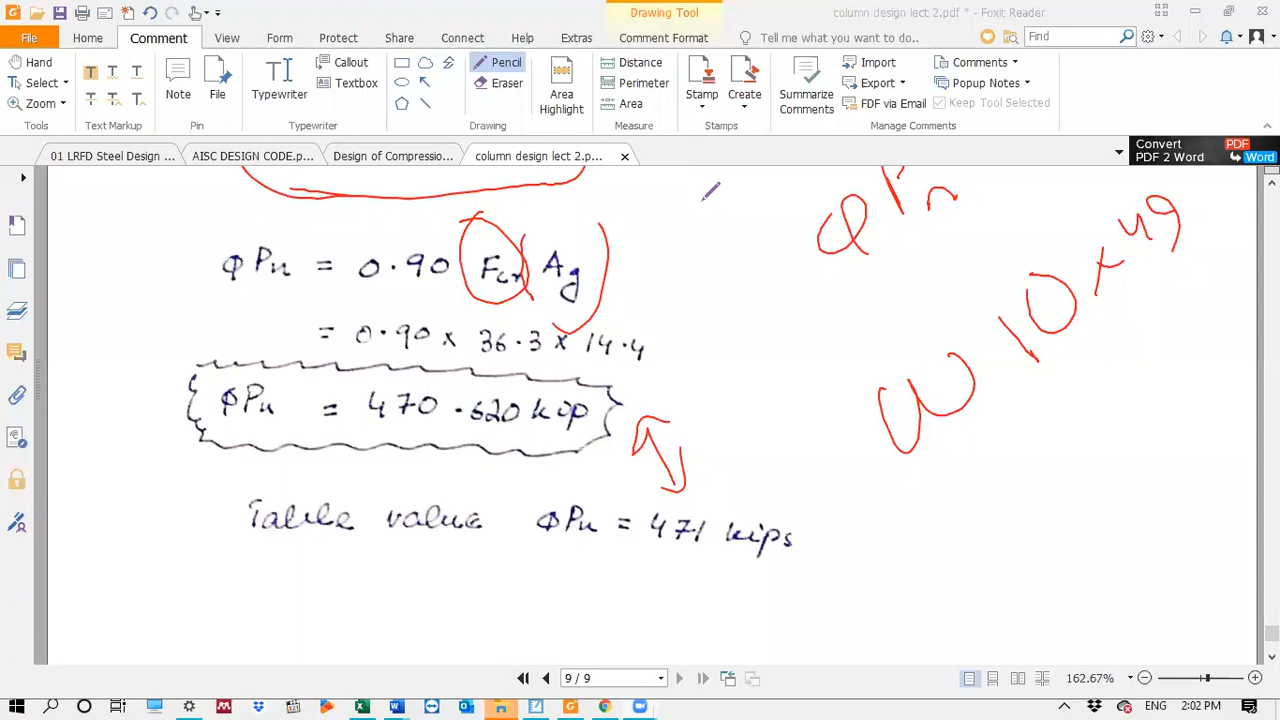 Drawing Tool
column design lect 2.pdf * - Foxit Reader
File Home Comment View Form Protect Share Connect Help Extras Comment Format Tell me what you want to do... Find
Hand
Select
Zoom
Tools
Text Markup
Note
File
Pin
Typewriter
Callout
Textbox
Typewriter
Pencil
Eraser
Drawing
Area Highlight
Distance
Perimeter
Area
Measure
Stamp
Create
Stamps
Summarize Comments
Import
Export
FDF via Email
Comments
Popup Notes
Keep Tool Selected
Manage Comments
01 LRFD Steel Design ...
AISC DESIGN CODE.p...
Design of Compressio...
column design lect 2.p...
Convert PDF
PDF 2 Word Word
φPn
φPn = 0.90 Fcr Ag
= 0.90 x 36.3 x 14.4
φPn = 470.620 kip
W 10 x 49
Table value φPn = 471 kips
9 / 9
162.67%
ENG 2:02 PM